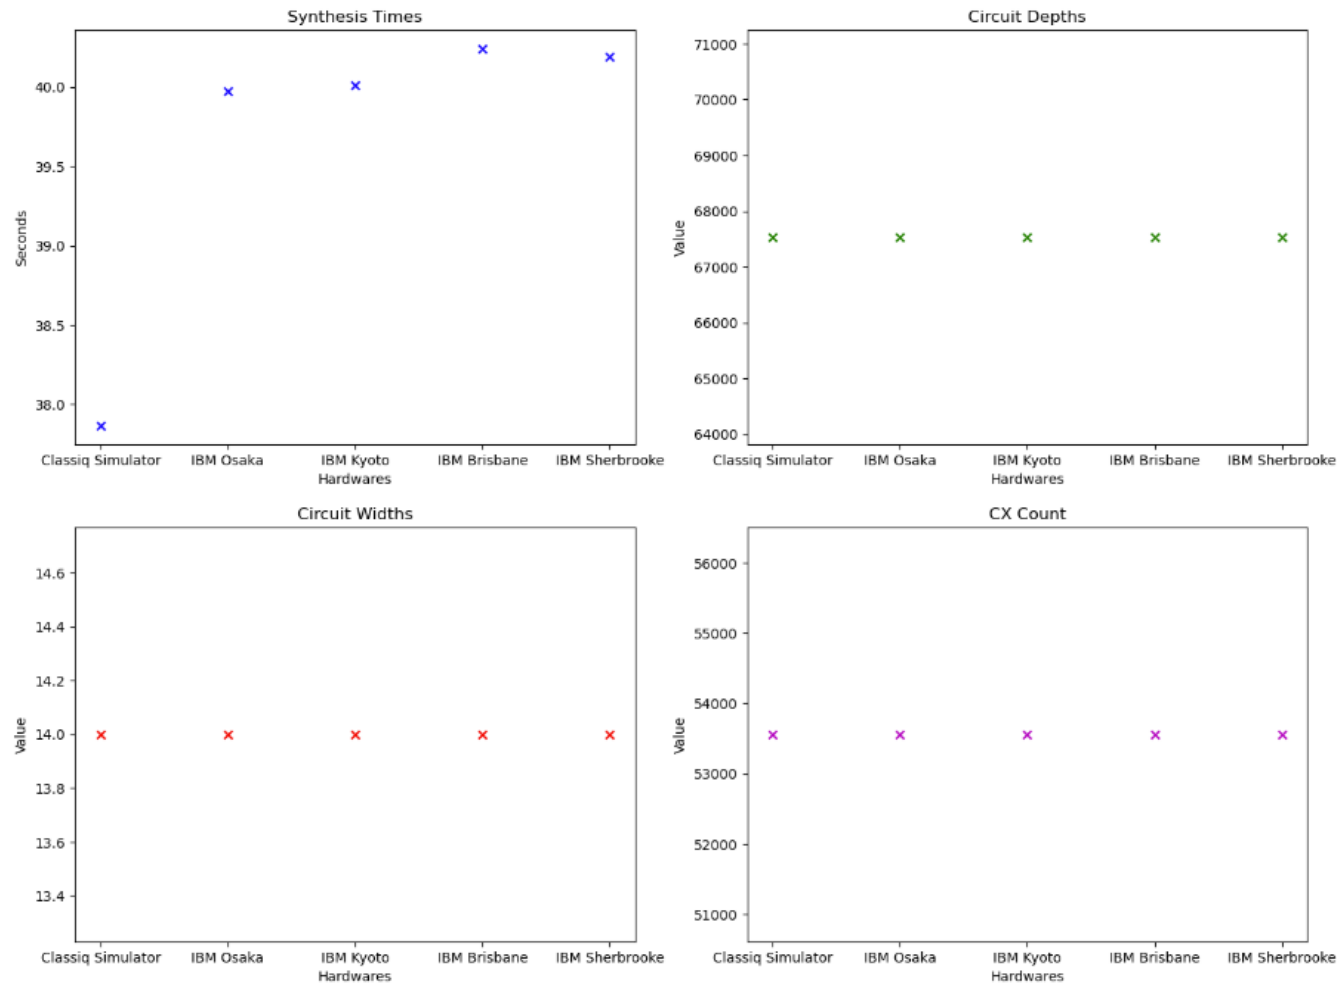 Synthesis Times
40.0
39.5
39.0
38.5
38.0
Seconds
Classiq Simulator IBM Osaka IBM Kyoto IBM Brisbane IBM Sherbrooke
Hardwares
Circuit Depths
71000
70000
69000
68000
67000
66000
65000
64000
Value
Classiq Simulator IBM Osaka IBM Kyoto IBM Brisbane IBM Sherbrooke
Hardwares
Circuit Widths
14.6
14.4
14.2
14.0
13.8
13.6
13.4
Value
Classiq Simulator IBM Osaka IBM Kyoto IBM Brisbane IBM Sherbrooke
Hardwares
CX Count
56000
55000
54000
53000
52000
51000
Value
Classiq Simulator IBM Osaka IBM Kyoto IBM Brisbane IBM Sherbrooke
Hardwares